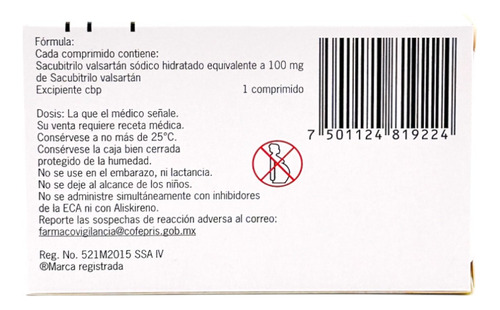 Fórmula:
Cada comprimido contiene:
Sacubitrilo valsartán sódico hidratado equivalente a 100 mg
de Sacubitrilo valsartán
Excipiente cbp 1 comprimido
Dosis: La que el médico señale.
Su venta requiere receta médica.
Consérvese a no más de 25°C.
Consérvese la caja bien cerrada
protegido de la humedad.
No se use en el embarazo, ni lactancia.
No se deje al alcance de los niños.
No se administre simultáneamente con inhibidores
de la ECA ni con Aliskireno.
Reporte las sospechas de reacción adversa al correo:
farmacovigilancia@cofepris.gob.mx
Reg. No. 521M2015 SSA IV
®Marca registrada
7 501124 819224